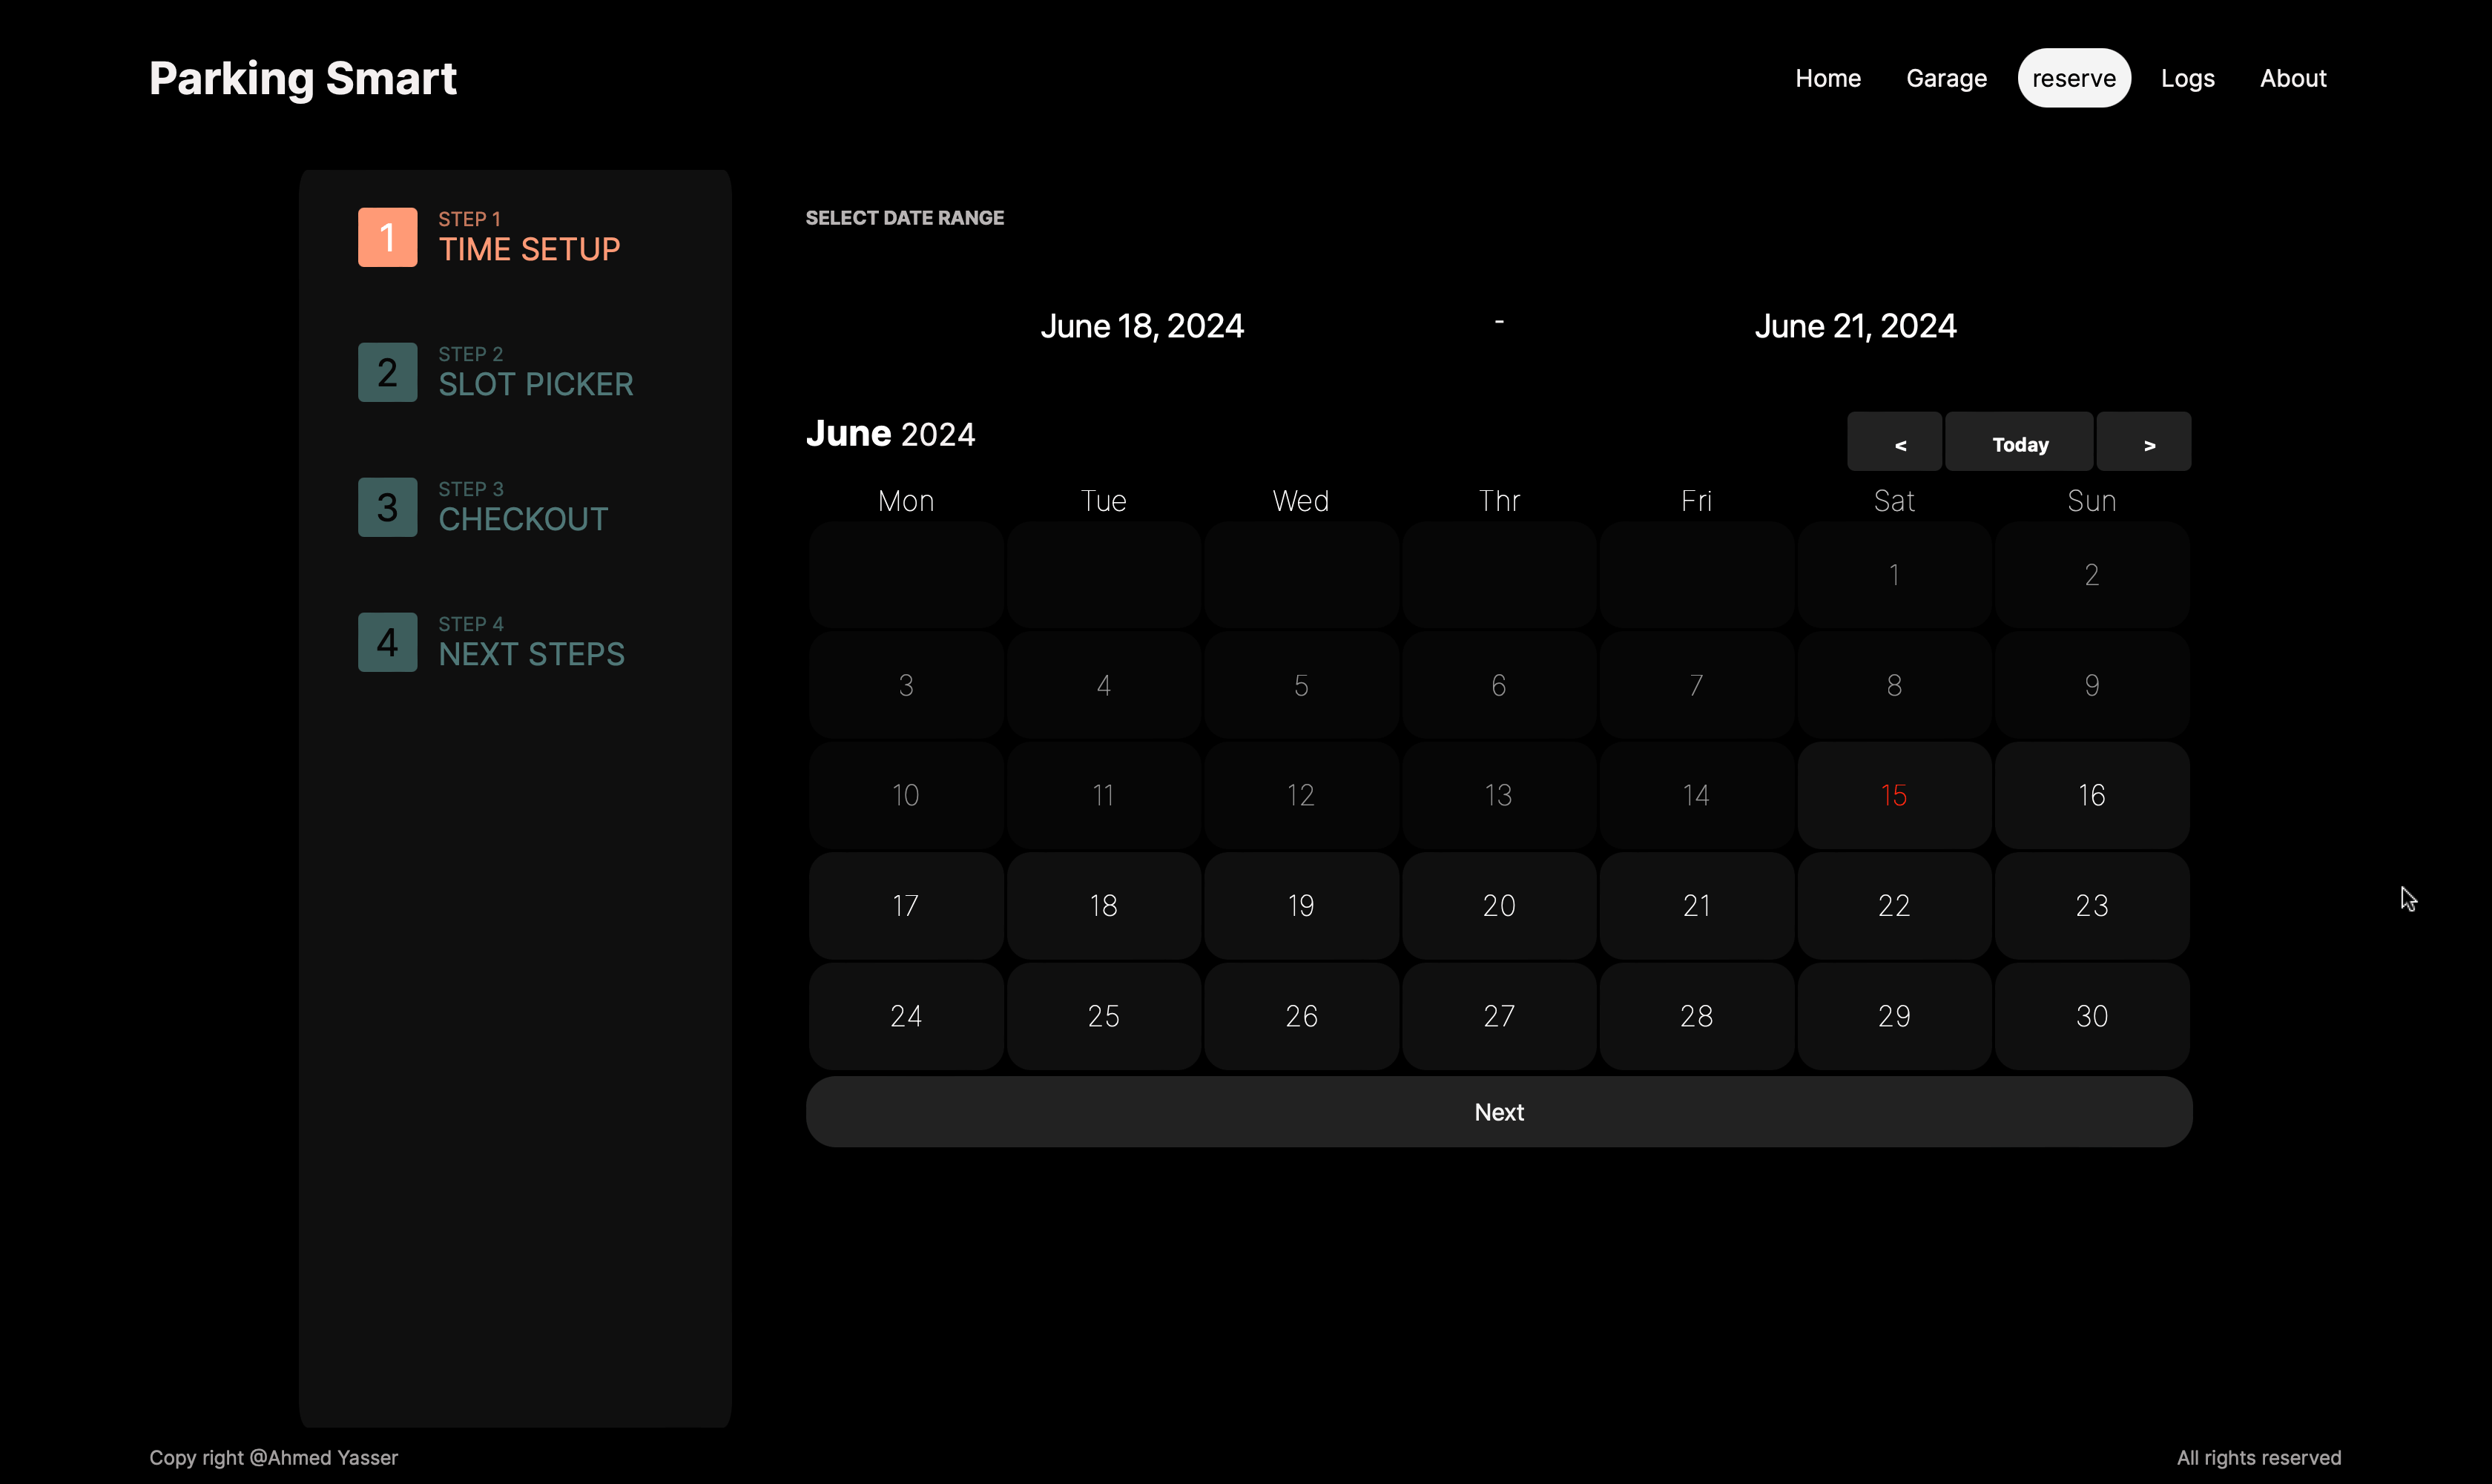 Parking Smart
Home Garage reserve Logs About
1 STEP 1
TIME SETUP
2 STEP 2
SLOT PICKER
3 STEP 3
CHECKOUT
4 STEP 4
NEXT STEPS
SELECT DATE RANGE
June 18, 2024 - June 21, 2024
June 2024 < Today >
Mon Tue Wed Thr Fri Sat Sun
1 2
3 4 5 6 7 8 9
10 11 12 13 14 15 16
17 18 19 20 21 22 23
24 25 26 27 28 29 30
Next
Copy right @Ahmed Yasser All rights reserved